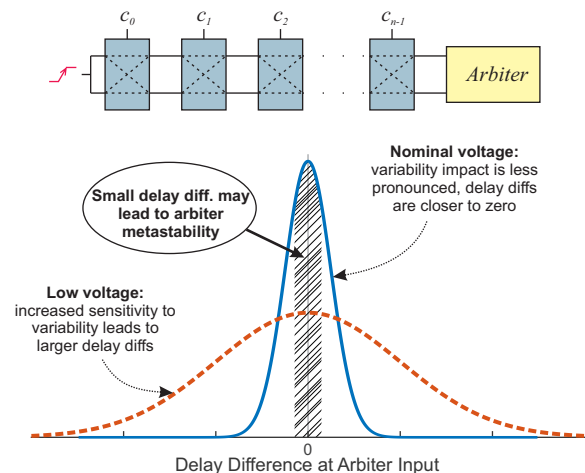 c0 c1 c2 cn-1
Arbiter
Nominal voltage:
variability impact is less
pronounced, delay diffs
are closer to zero
Small delay diff. may
lead to arbiter
metastability
Low voltage:
increased sensitivity to
variability leads to
larger delay diffs
0
Delay Difference at Arbiter Input